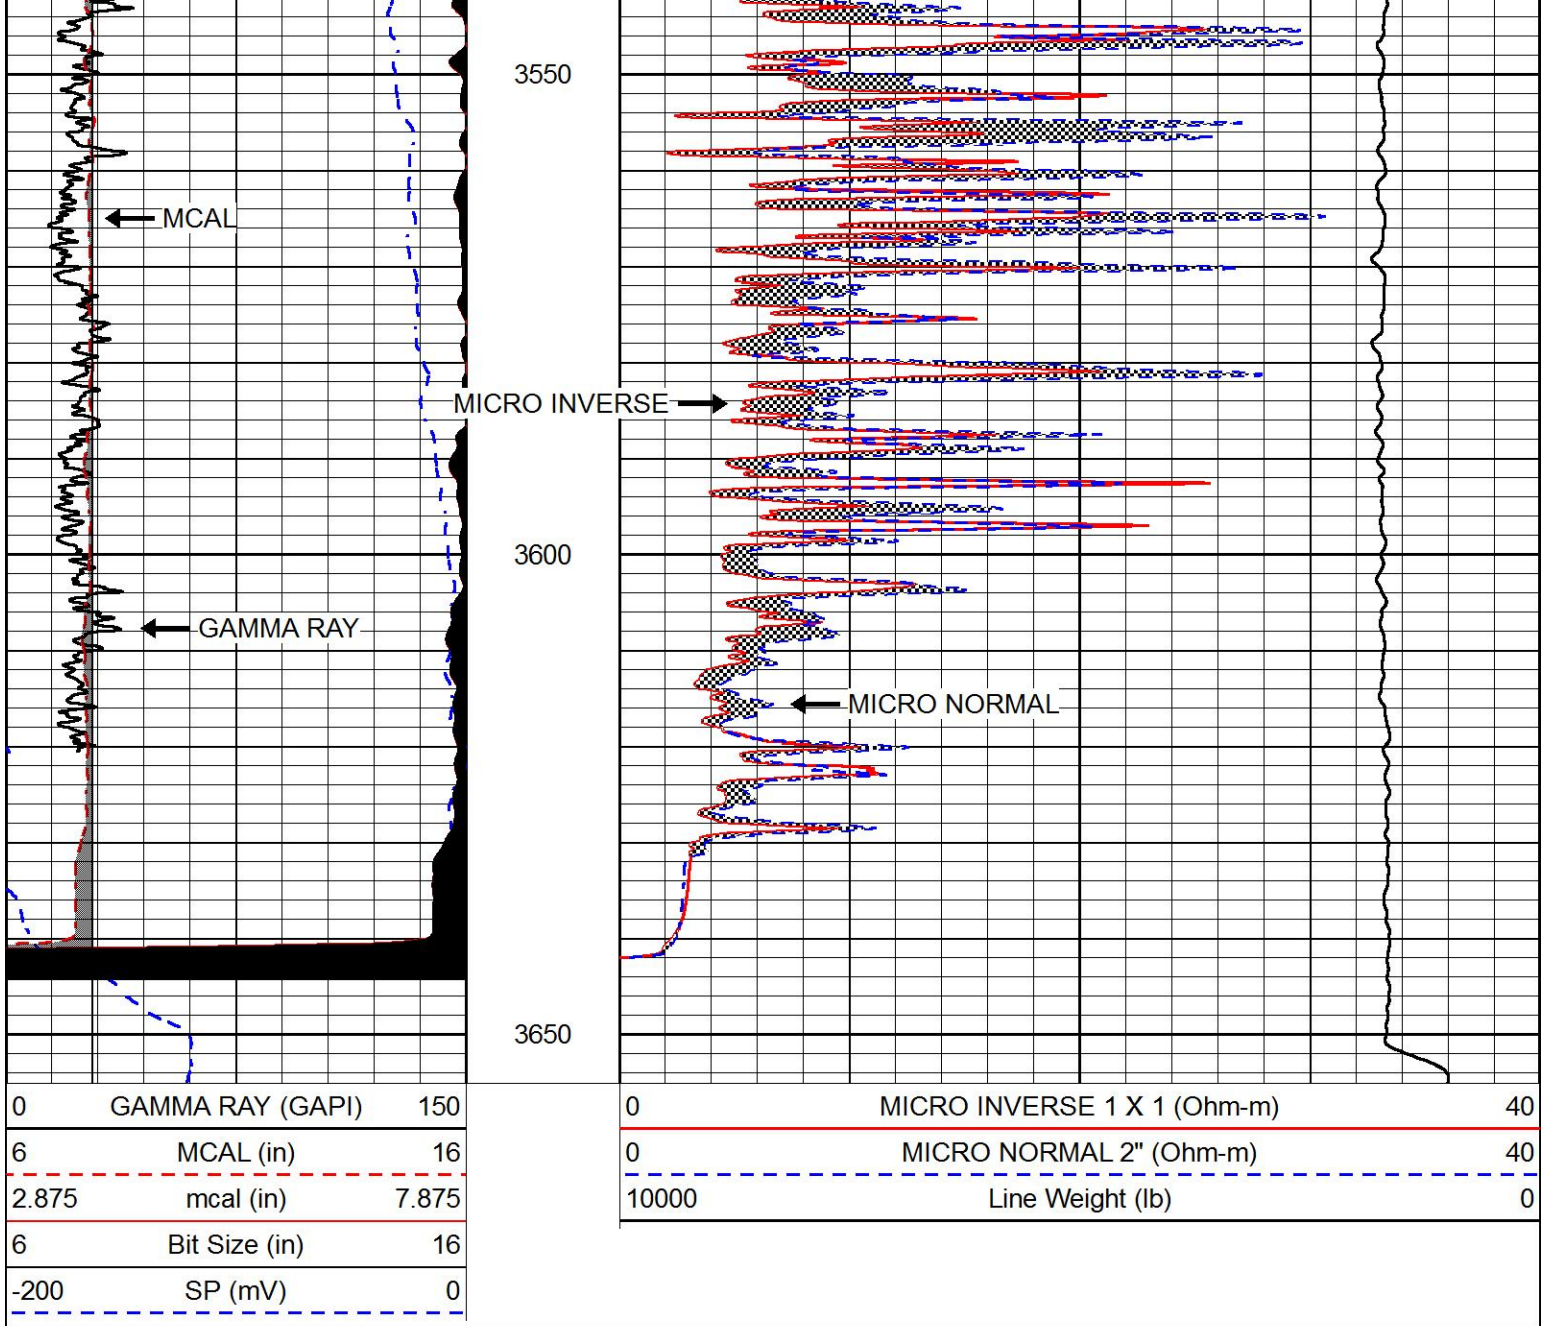 3550
MCAL
MICRO INVERSE
3600
GAMMA RAY
MICRO NORMAL
3650
0 GAMMA RAY (GAPI) 150
6 MCAL (in) 16
2.875 mcal (in) 7.875
6 Bit Size (in) 16
-200 SP (mV) 0
0 MICRO INVERSE 1 X 1 (Ohm-m) 40
0 MICRO NORMAL 2" (Ohm-m) 40
10000 Line Weight (lb) 0